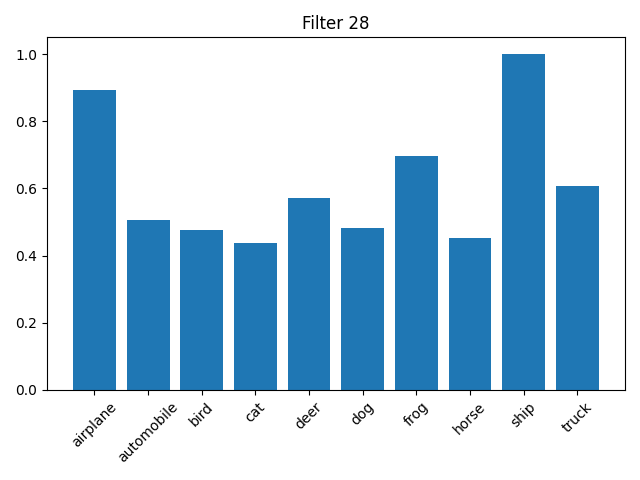 Filter 28
1.0
0.8
0.6
0.4
0.2
0.0
airplane
automobile
bird
cat
deer
dog
frog
horse
ship
truck